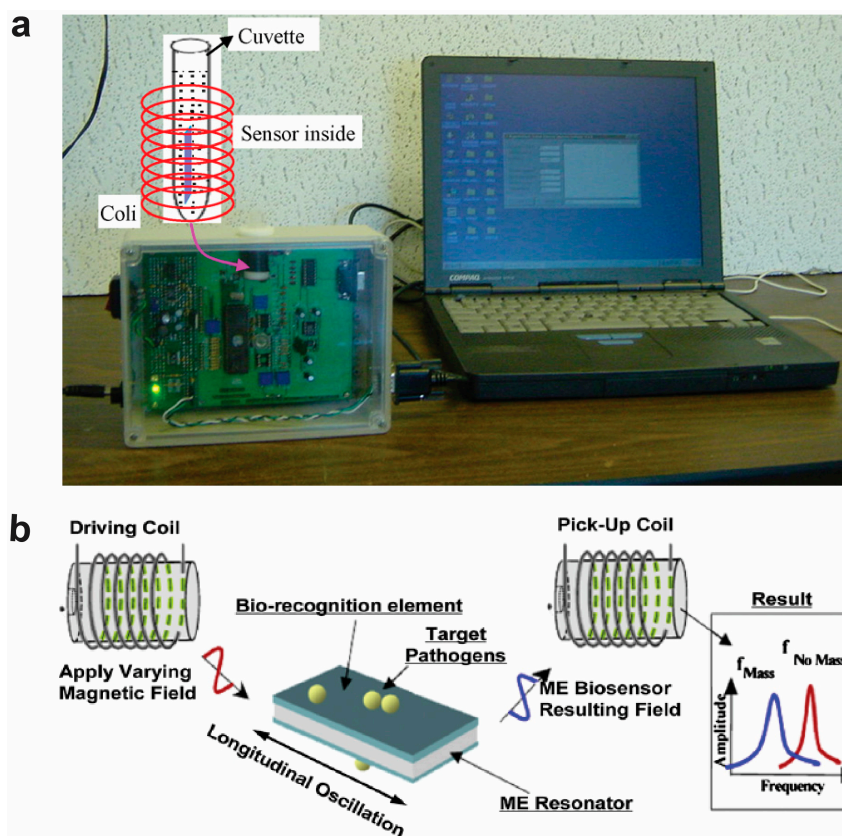 a
Cuvette
Sensor inside
Coli
COMPAQ
b
Driving Coil
Pick-Up Coil
Bio-recognition element
Target
Pathogens
Result
Apply Varying
Magnetic Field
ME Biosensor
Resulting Field
f Mass
f No Mass
Amplitude
Frequency
Longitudinal Oscillation
ME Resonator